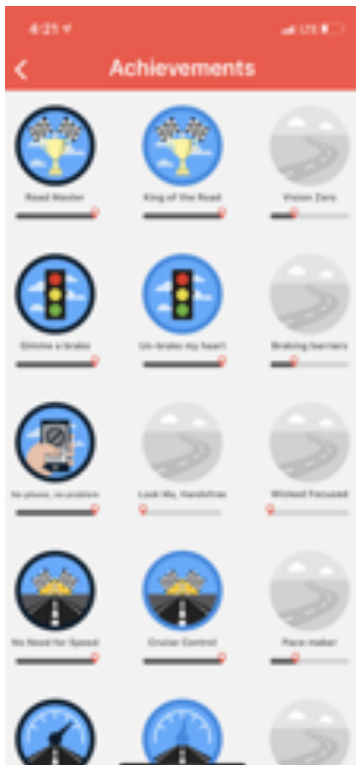 4:21 LTE
Achievements
Road Master King of the Road Vision Zero
Gimme a brake Un-brake my heart Braking barriers
No phone, no problem Look Ma, Handsfree Wicked Focused
No Need for Speed Cruise Control Pace maker